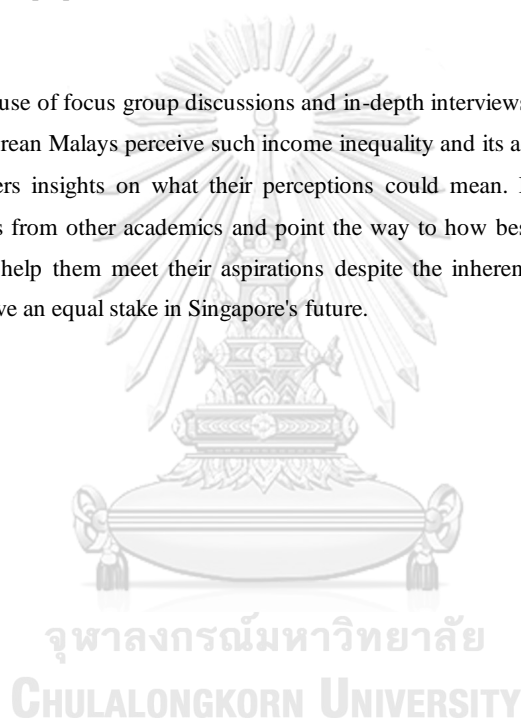 use of focus group discussions and in-depth interviews
rean Malays perceive such income inequality and its a
ers insights on what their perceptions could mean.
s from other academics and point the way to how bes
help them meet their aspirations despite the inheren
ve an equal stake in Singapore's future.
จุฬาลงกรณ์มหาวิทยาลัย
CHULALONGKORN UNIVERSITY